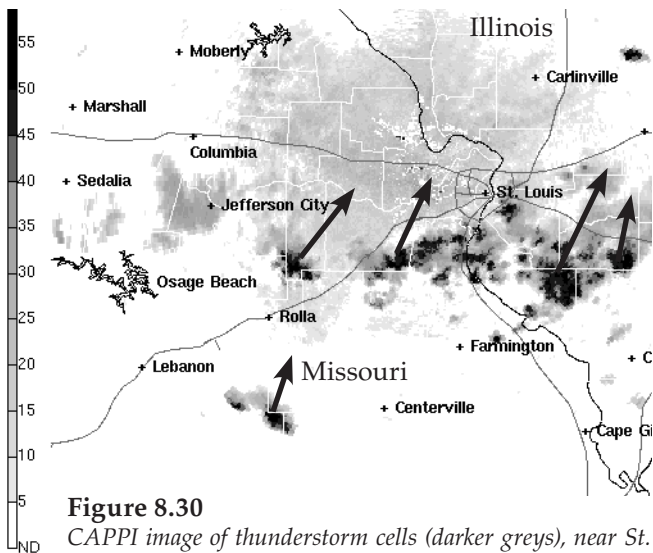 55
50
45
40
35
30
25
20
15
10
5
ND
Illinois
Moberly
Carlinville
Marshall
Columbia
Sedalia
St. Louis
Jefferson City
Osage Beach
Rolla
Farmington
Lebanon
Missouri
C
Centerville
Cape Gi
Figure 8.30
CAPPI image of thunderstorm cells (darker greys), near St.